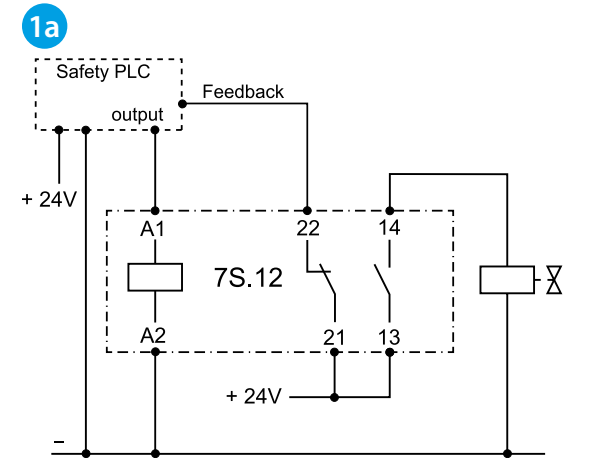 1a
Safety PLC
Feedback
output
+ 24V
A1
22
14
7S.12
A2
21
13
+ 24V
–